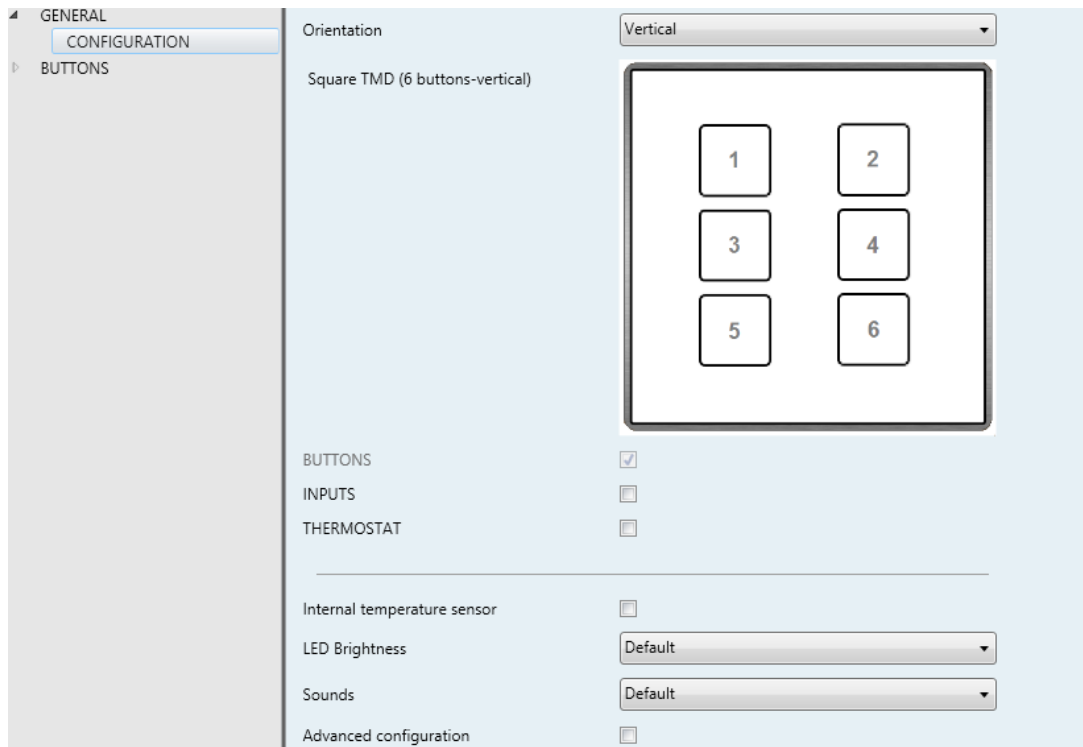 GENERAL
CONFIGURATION
BUTTONS
Orientation
Vertical
Square TMD (6 buttons-vertical)
1
2
3
4
5
6
BUTTONS
INPUTS
THERMOSTAT
Internal temperature sensor
LED Brightness
Default
Sounds
Default
Advanced configuration